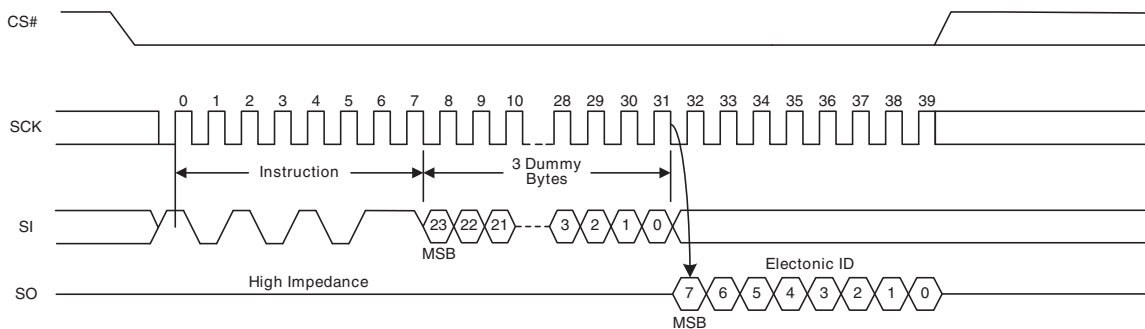 CS#
0 1 2 3 4 5 6 7 8 9 10 28 29 30 31 32 33 34 35 36 37 38 39
SCK
Instruction
3 Dummy
Bytes
SI
23 22 21 3 2 1 0
MSB
High Impedance
Electonic ID
SO
7 6 5 4 3 2 1 0
MSB